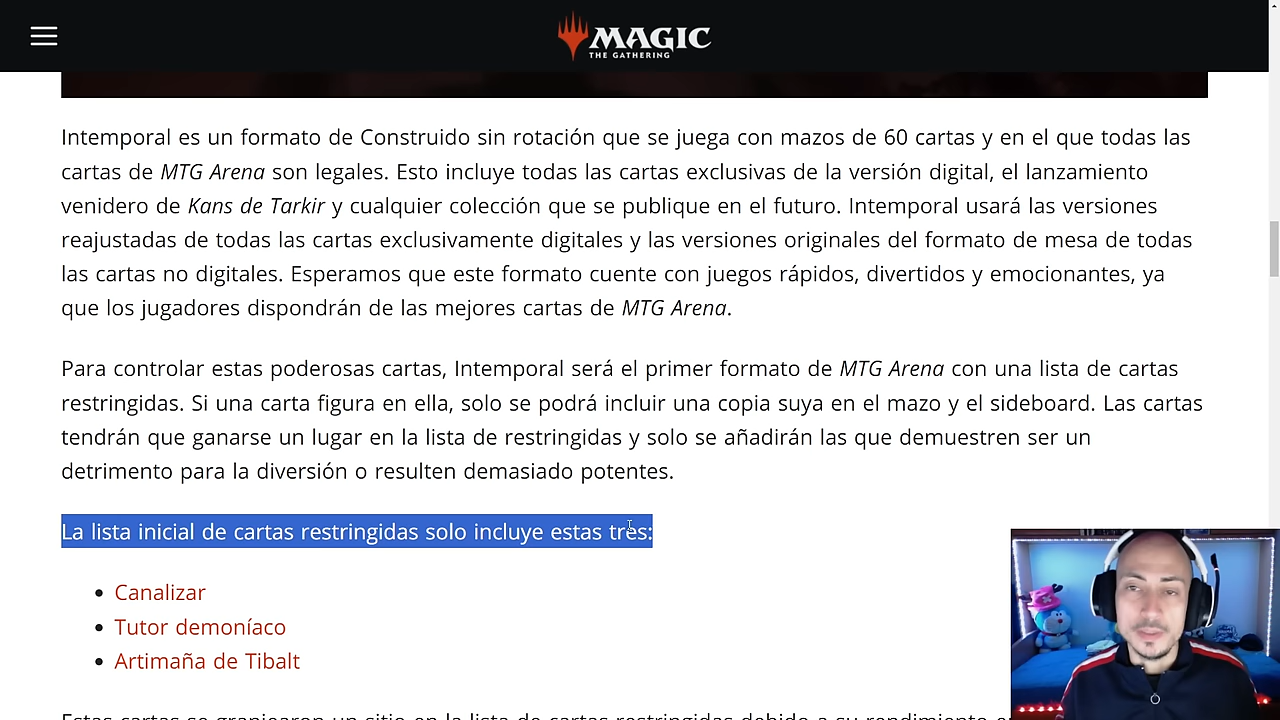 MAGIC
THE GATHERING
Intemporal es un formato de Construido sin rotación que se juega con mazos de 60 cartas y en el que todas las
cartas de MTG Arena son legales. Esto incluye todas las cartas exclusivas de la versión digital, el lanzamiento
venidero de Kans de Tarkir y cualquier colección que se publique en el futuro. Intemporal usará las versiones
reajustadas de todas las cartas exclusivamente digitales y las versiones originales del formato de mesa de todas
las cartas no digitales. Esperamos que este formato cuente con juegos rápidos, divertidos y emocionantes, ya
que los jugadores dispondrán de las mejores cartas de MTG Arena.
Para controlar estas poderosas cartas, Intemporal será el primer formato de MTG Arena con una lista de cartas
restringidas. Si una carta figura en ella, solo se podrá incluir una copia suya en el mazo y el sideboard. Las cartas
tendrán que ganarse un lugar en la lista de restringidas y solo se añadirán las que demuestren ser un
detrimento para la diversión o resulten demasiado potentes.
La lista inicial de cartas restringidas solo incluye estas tres:
Canalizar
Tutor demoníaco
Artimaña de Tibalt
Estas cartas se granjearon un sitio en la lista de cartas restringidas debido a su rendimiento